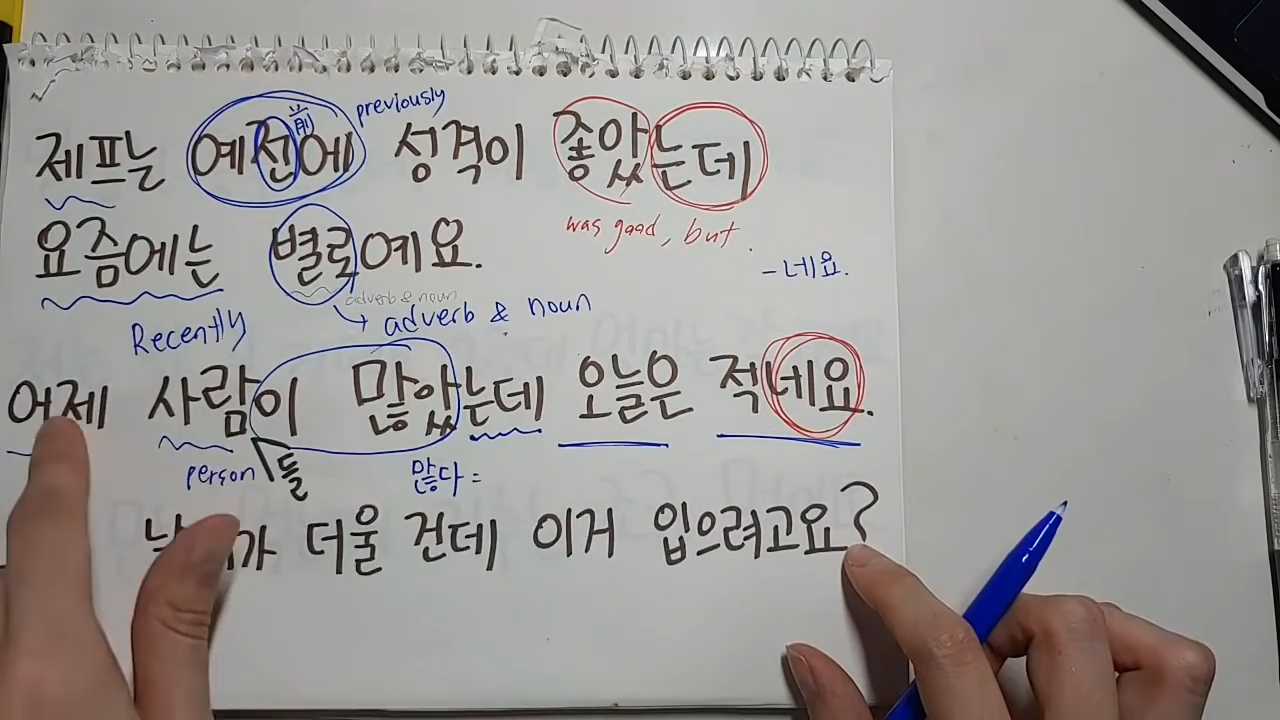 前 previously
제프는 예전에 성격이 좋았는데
was good, but
요즘에는 별로예요.
-네요.
adverb & noun
Recently adverb & noun
어제 사람이 많았는데 오늘은 적네요.
person 들 많다 =
더울 건데 이거 입으려고요?